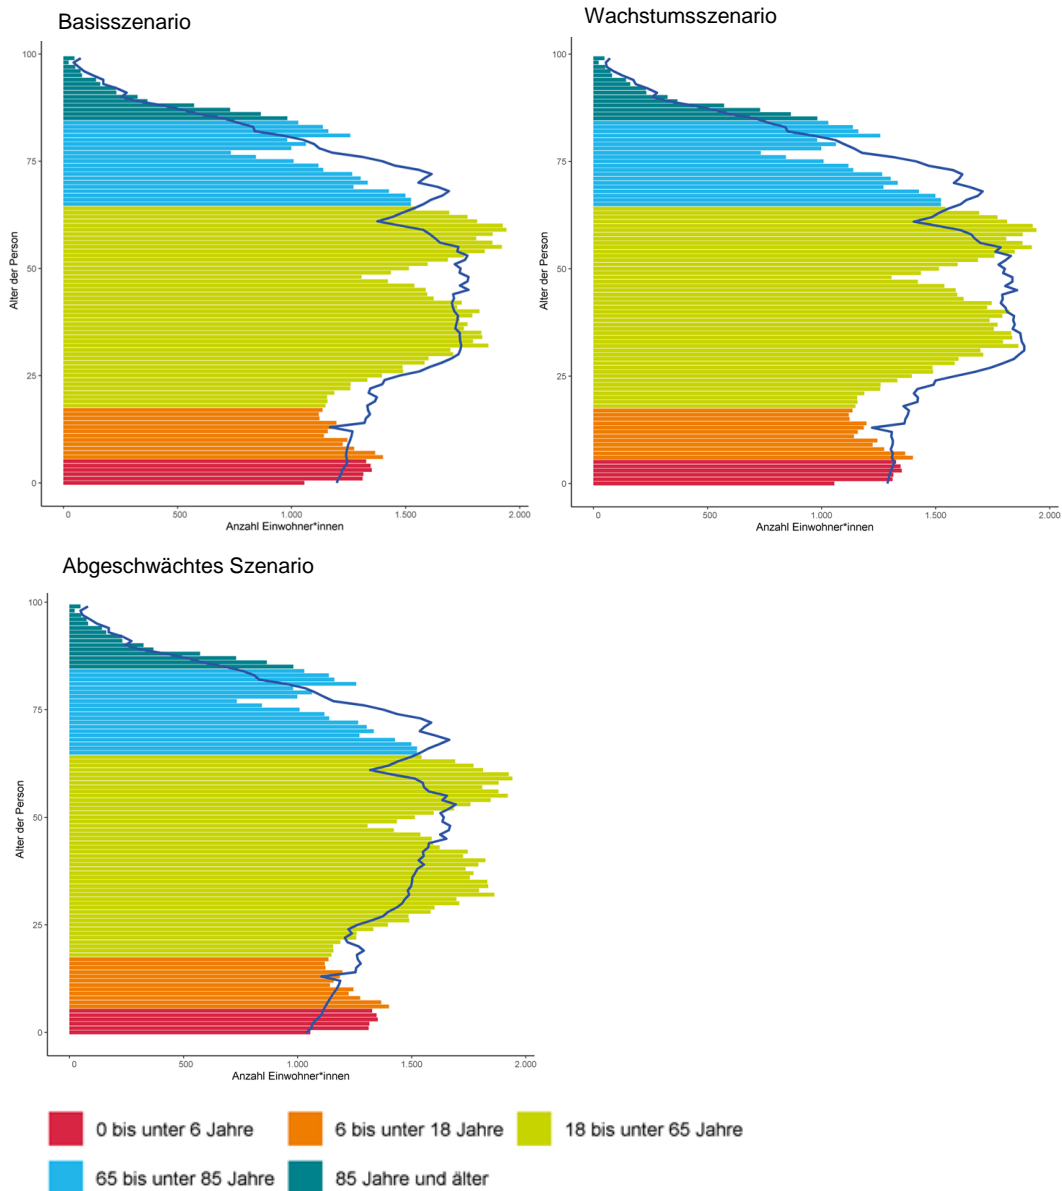 Basisszenario
100
75
50
25
0
Alter der Person
0 500 1.000 1.500 2.000
Anzahl Einwohner*innen
Wachstumsszenario
100
75
50
25
0
Alter der Person
0 500 1.000 1.500 2.000
Anzahl Einwohner*innen
Abgeschwächtes Szenario
100
75
50
25
0
Alter der Person
0 500 1.000 1.500 2.000
Anzahl Einwohner*innen
0 bis unter 6 Jahre 6 bis unter 18 Jahre 18 bis unter 65 Jahre
65 bis unter 85 Jahre 85 Jahre und älter